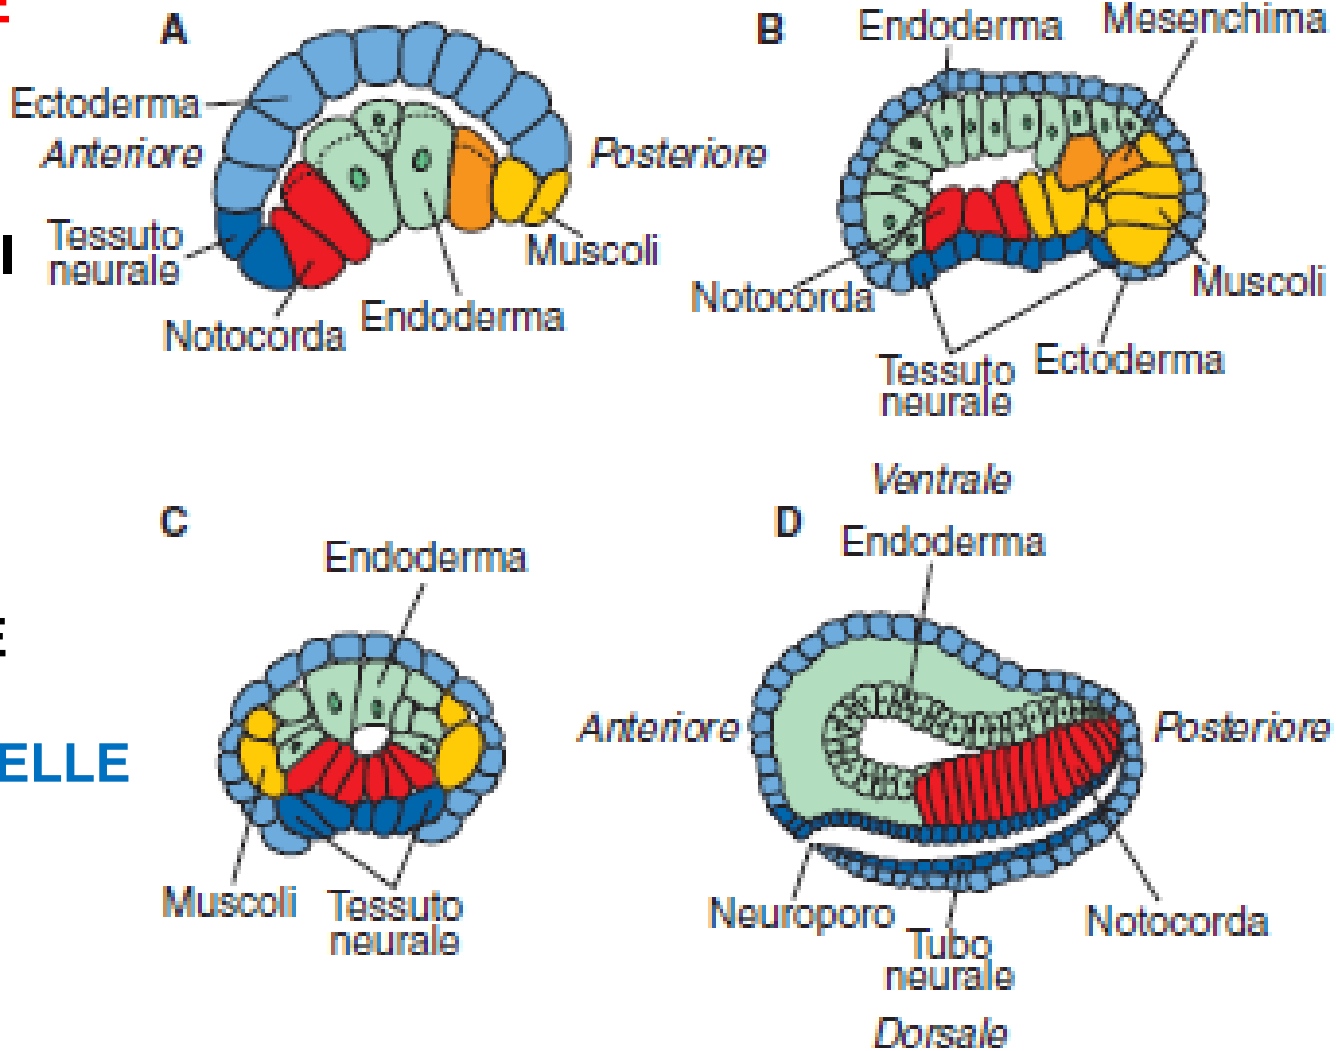 A
Ectoderma
Anteriore
Posteriore
Tessuto
neurale
Notocorda
Endoderma
Muscoli
B
Endoderma
Mesenchima
Notocorda
Muscoli
Tessuto
neurale
Ectoderma
Ventrale
C
Endoderma
Muscoli
Tessuto
neurale
ELLE
D
Endoderma
Anteriore
Posteriore
Neuroporo
Tubo
neurale
Notocorda
Dorsale